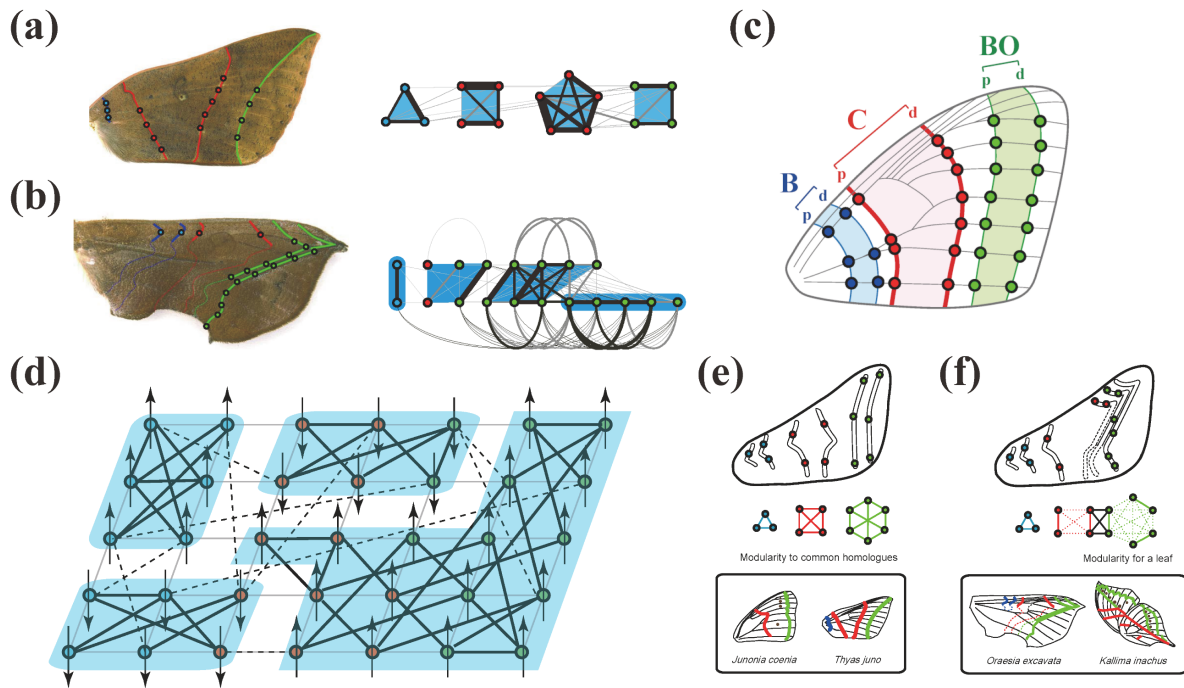 (a)
(b)
(c)
BO
p d
C
p d
B
p d
(d)
(e)
(f)
Modularity to common homologues
Modularity for a leaf
Junonia coenia
Thyas juno
Oraesia excavata
Kallima inachus